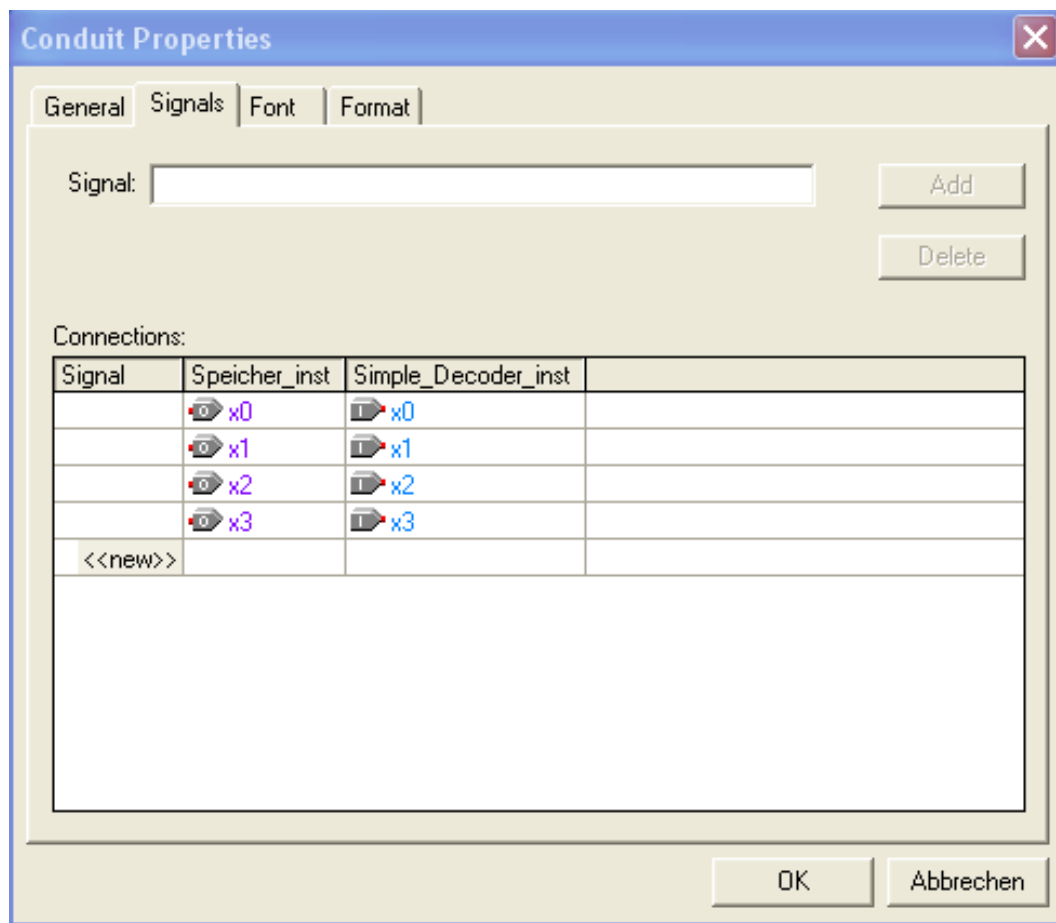 Conduit Properties
General Signals Font Format
Signal: Add
Delete
Connections:
Signal Speicher_inst Simple_Decoder_inst
O x0 I x0
O x1 I x1
O x2 I x2
O x3 I x3
<<new>>
OK Abbrechen